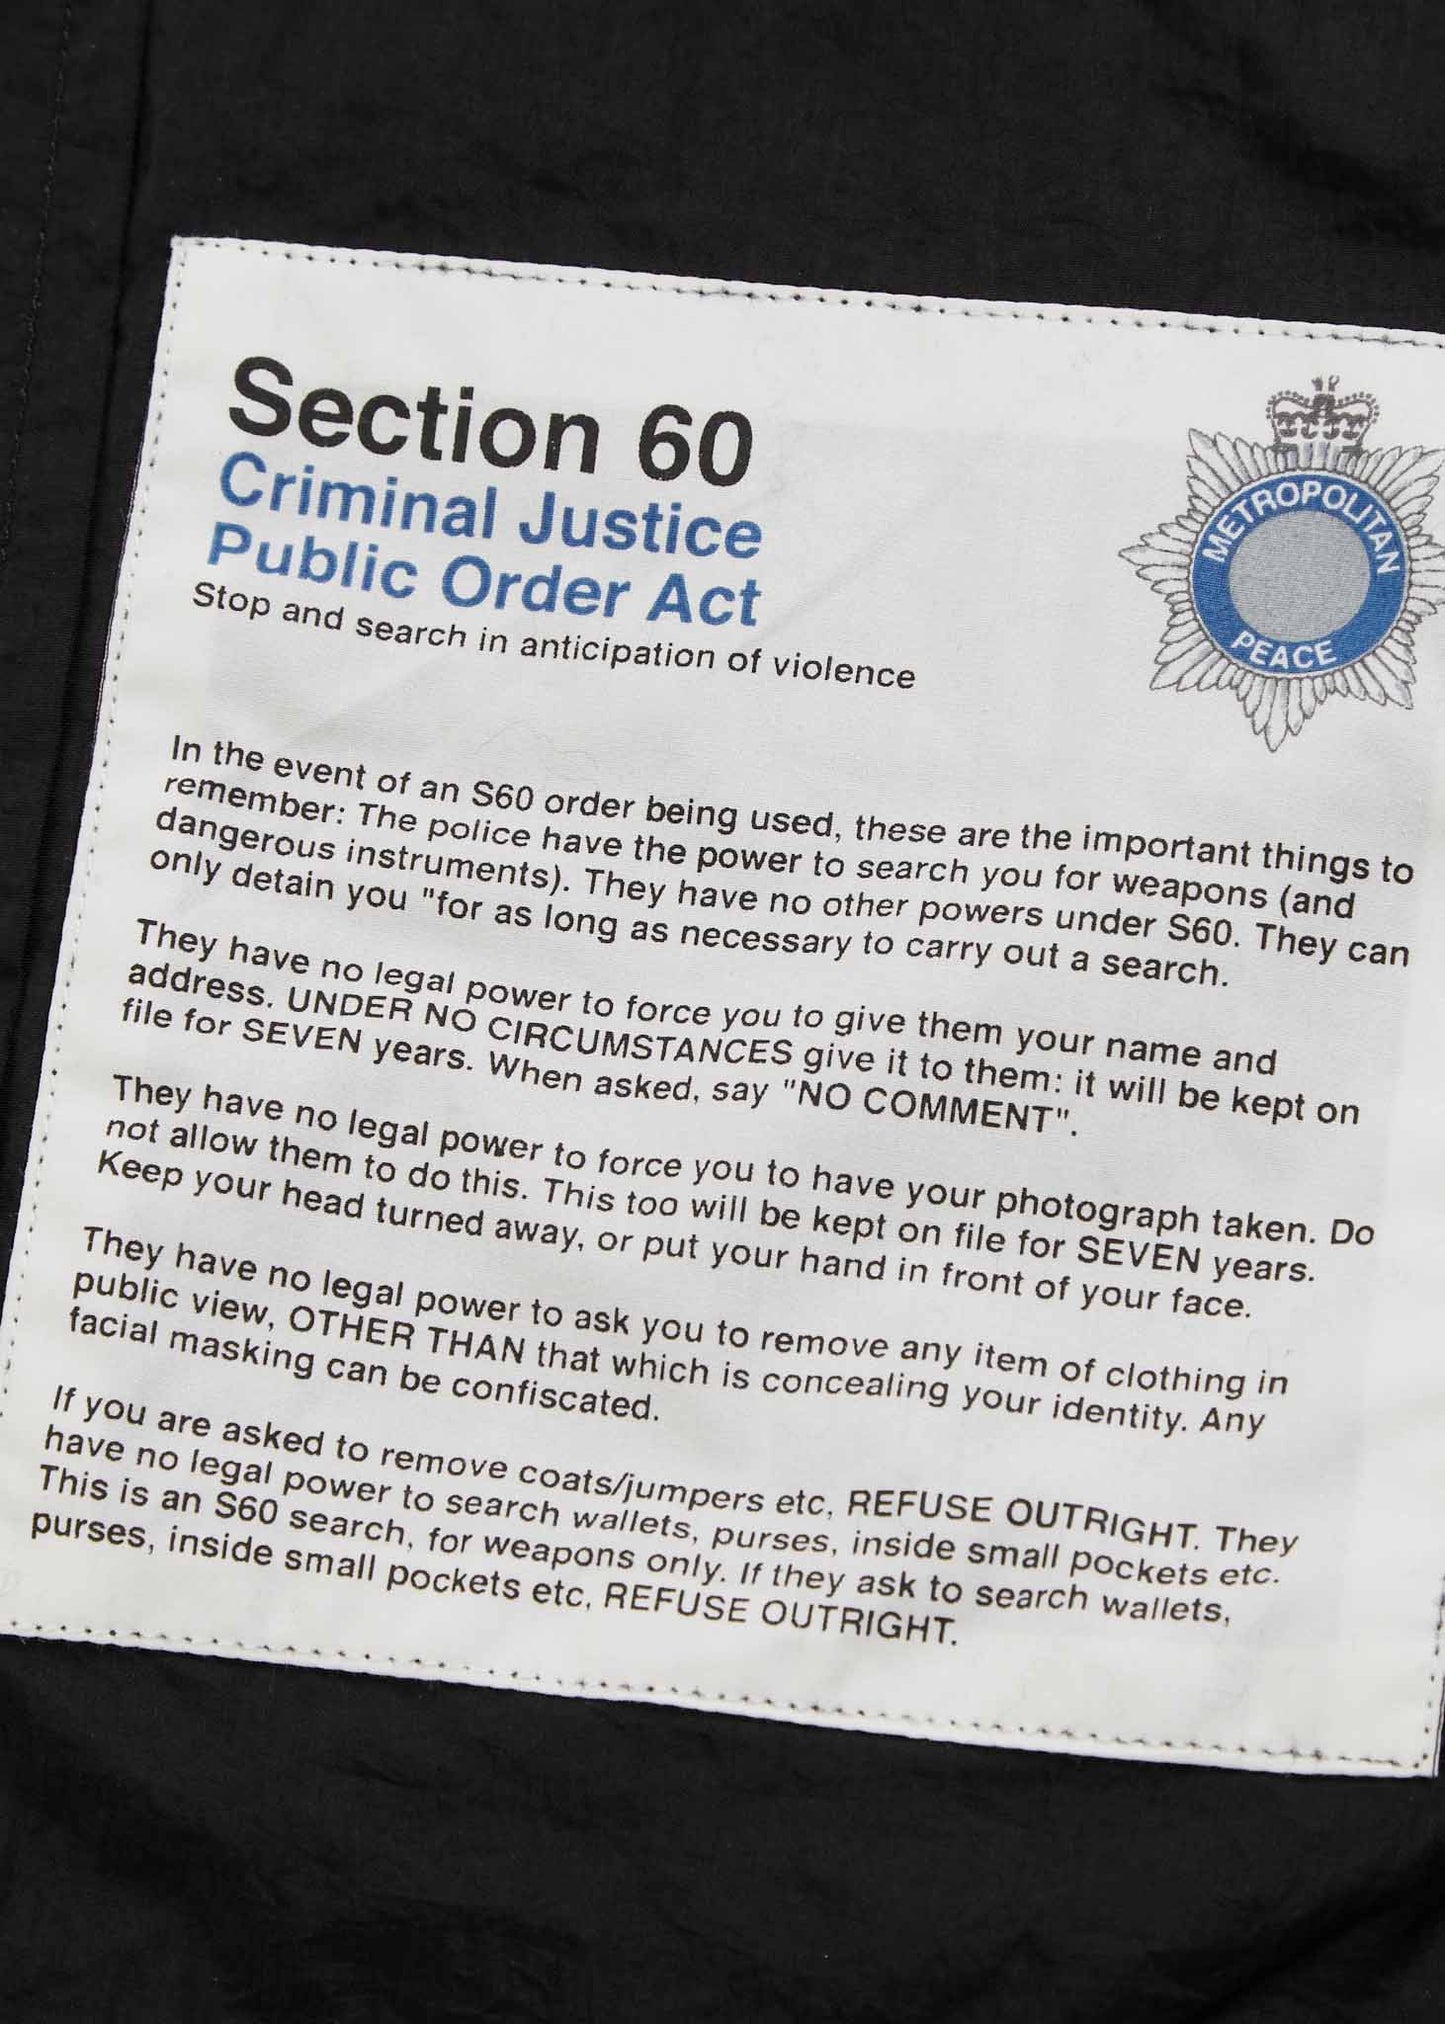 Section 60
Criminal Justice
Public Order Act
Stop and search in anticipation of violence
METROPOLITAN
PEACE
In the event of an S60 order being used, these are the important things to
remember: The police have the power to search you for weapons (and
dangerous instruments). They have no other powers under S60. They can
only detain you "for as long as necessary to carry out a search.
They have no legal power to force you to give them your name and
address. UNDER NO CIRCUMSTANCES give it to them: it will be kept on
file for SEVEN years. When asked, say "NO COMMENT".
They have no legal power to force you to have your photograph taken. Do
not allow them to do this. This too will be kept on file for SEVEN years.
Keep your head turned away, or put your hand in front of your face.
They have no legal power to ask you to remove any item of clothing in
public view, OTHER THAN that which is concealing your identity. Any
facial masking can be confiscated.
If you are asked to remove coats/jumpers etc, REFUSE OUTRIGHT. They
have no legal power to search wallets, purses, inside small pockets etc.
This is an S60 search, for weapons only. If they ask to search wallets,
purses, inside small pockets etc, REFUSE OUTRIGHT.